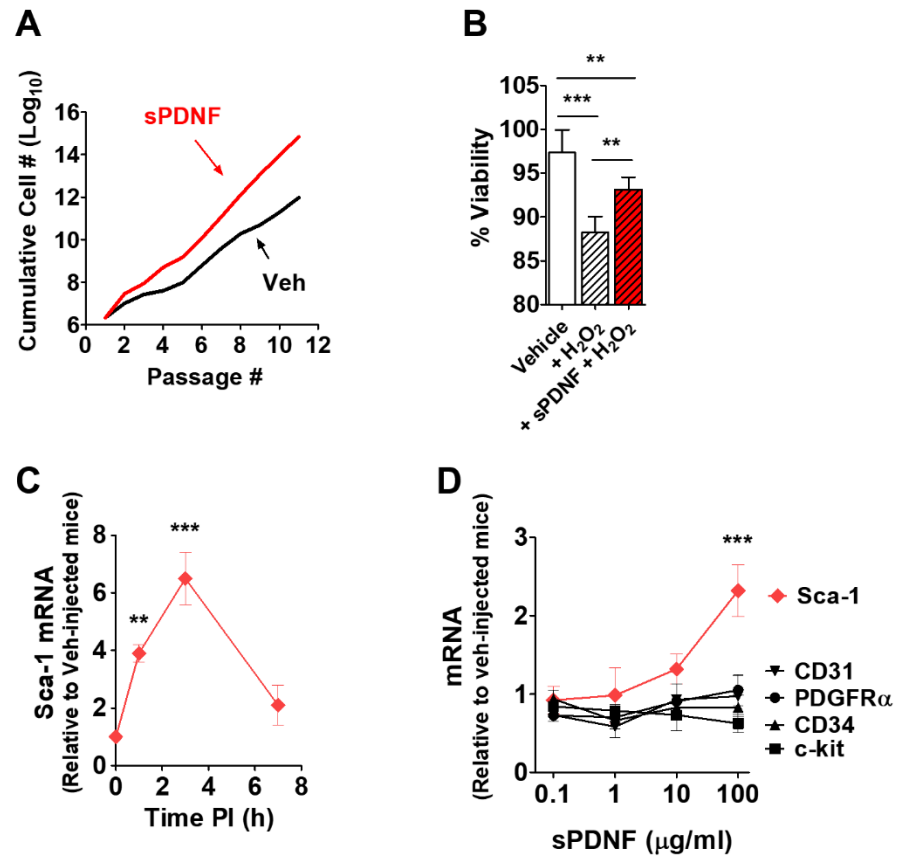 A
Cumulative Cell # (Log10)
16
14
12
10
8
6
0
2
4
6
8
10
12
Passage #
sPDNF
Veh
B
% Viability
105
100
95
90
85
80
**
***
**
Vehicle
+ H2O2
+ sPDNF + H2O2
C
Sca-1 mRNA
(Relative to Veh-injected mice)
8
6
4
2
0
**
***
0
2
4
6
8
Time PI (h)
D
mRNA
(Relative to veh-injected mice)
3
2
1
0
***
Sca-1
CD31
PDGFRα
CD34
c-kit
0.1
1
10
100
sPDNF (μg/ml)